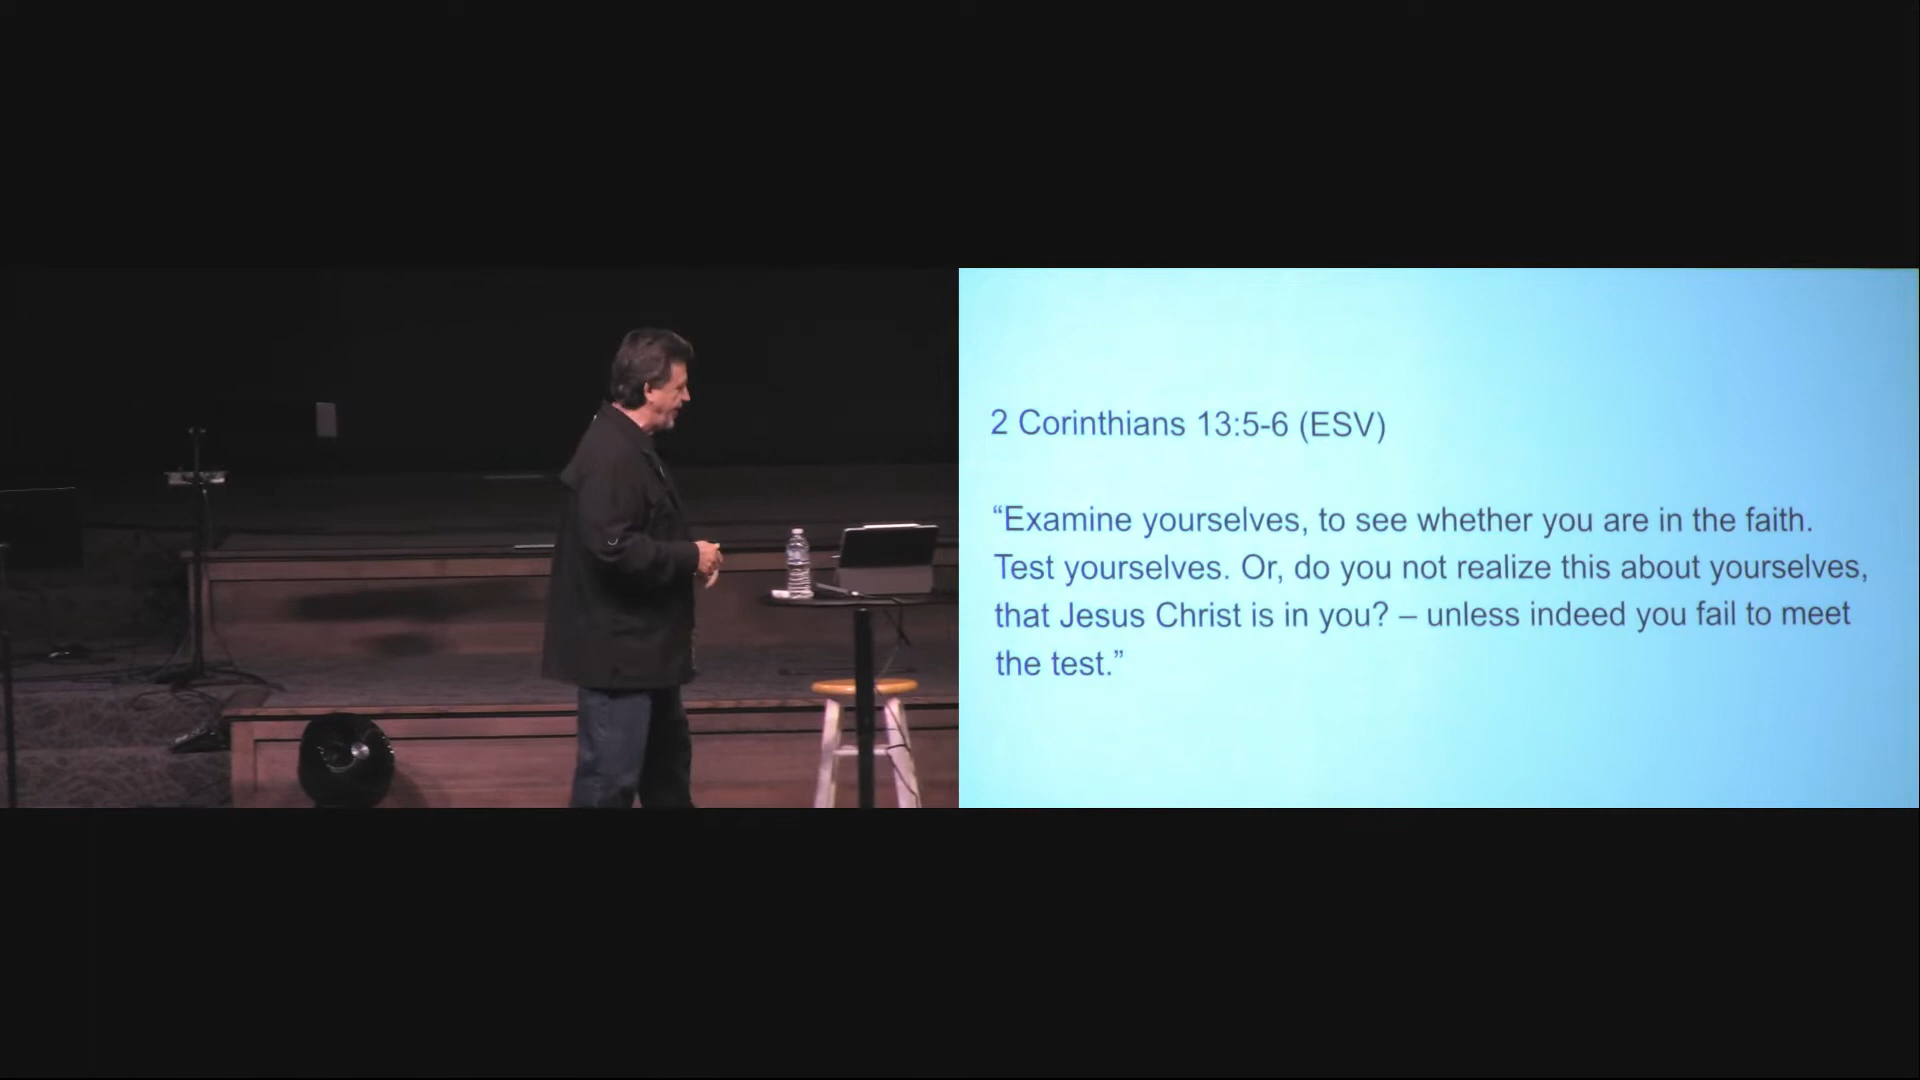 2 Corinthians 13:5-6 (ESV)
“Examine yourselves, to see whether you are in the faith.
Test yourselves. Or, do you not realize this about yourselves,
that Jesus Christ is in you? – unless indeed you fail to meet
the test.”